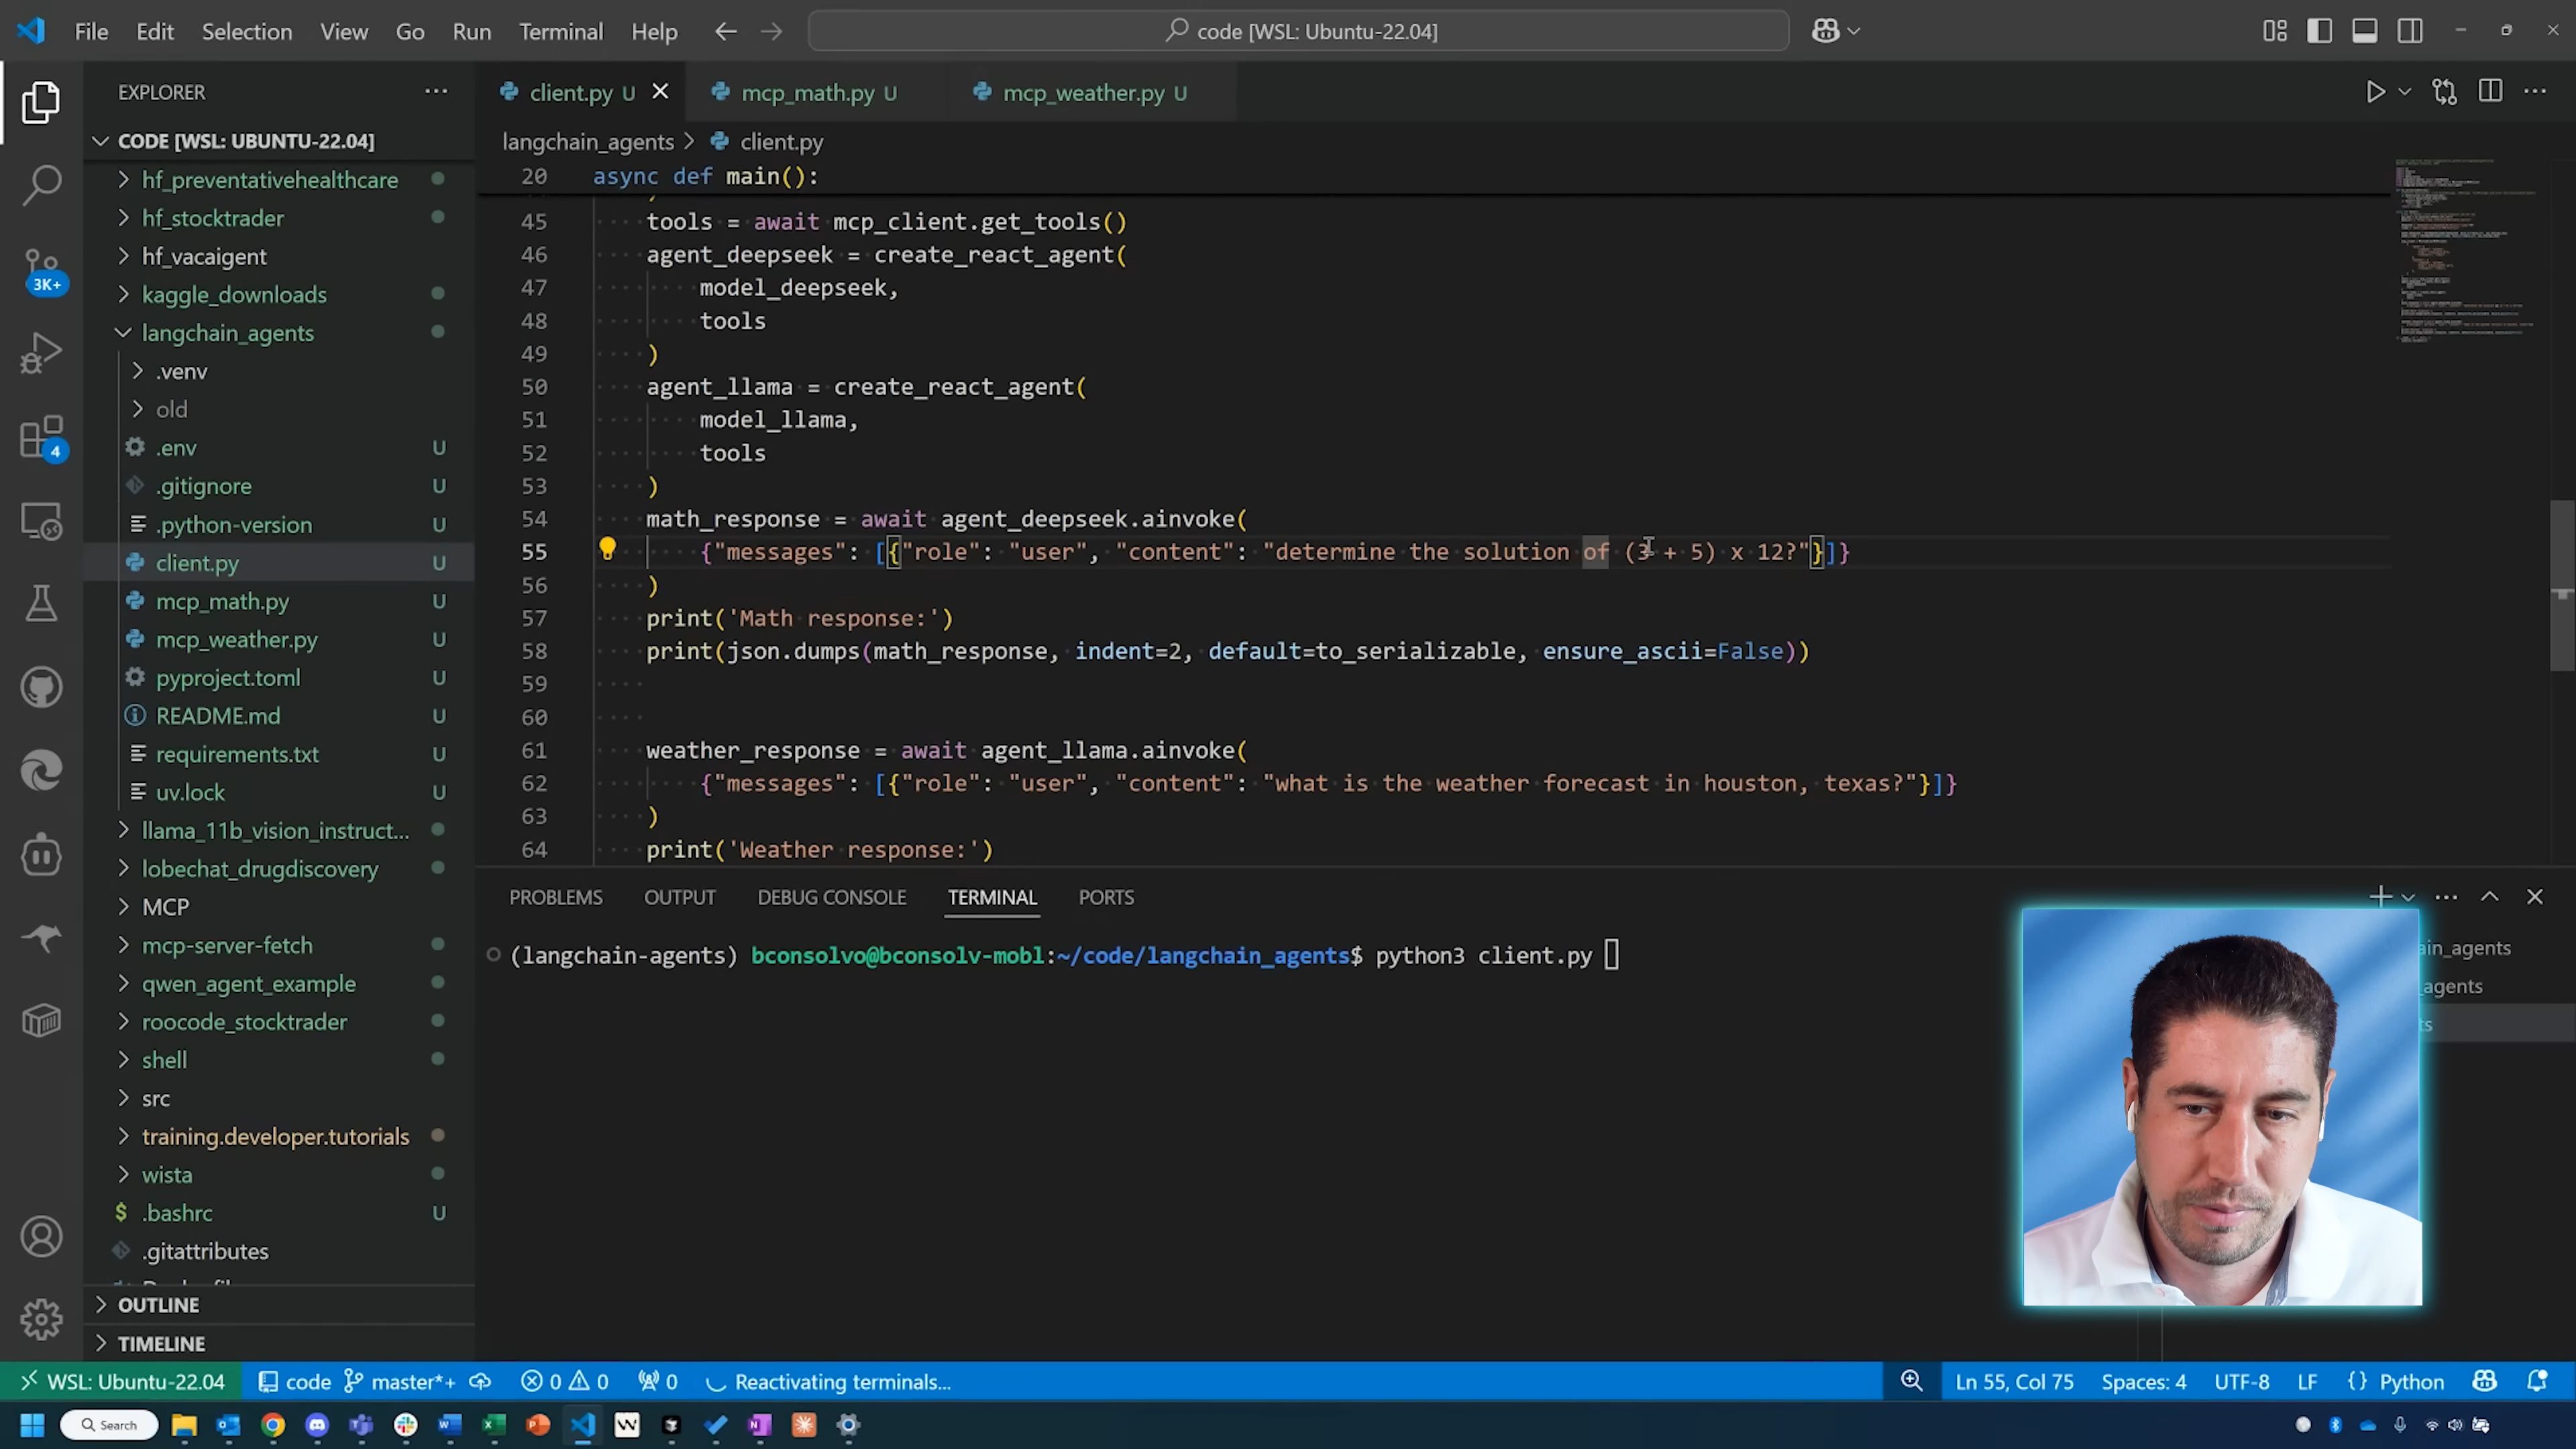 File Edit Selection View Go Run Terminal Help
code [WSL: Ubuntu-22.04]
EXPLORER
CODE [WSL: UBUNTU-22.04]
hf_preventativehealthcare
hf_stocktrader
hf_vacaigent
kaggle_downloads
langchain_agents
.venv
old
.env U
.gitignore U
.python-version U
client.py U
mcp_math.py U
mcp_weather.py U
pyproject.toml U
README.md U
requirements.txt U
uv.lock U
llama_11b_vision_instruct...
lobechat_drugdiscovery
MCP
mcp-server-fetch
qwen_agent_example
roocode_stocktrader
shell
src
training.developer.tutorials
wista
.bashrc U
.gitattributes
OUTLINE
TIMELINE
3K+
4
client.py U mcp_math.py U mcp_weather.py U
langchain_agents > client.py
20 async def main():
45 tools = await mcp_client.get_tools()
46 agent_deepseek = create_react_agent(
47 model_deepseek,
48 tools
49 )
50 agent_llama = create_react_agent(
51 model_llama,
52 tools
53 )
54 math_response = await agent_deepseek.ainvoke(
55 {"messages": [{"role": "user", "content": "determine the solution of (3 + 5) x 12?"}]}
56 )
57 print('Math response:')
58 print(json.dumps(math_response, indent=2, default=to_serializable, ensure_ascii=False))
59
60
61 weather_response = await agent_llama.ainvoke(
62 {"messages": [{"role": "user", "content": "what is the weather forecast in houston, texas?"}]}
63 )
64 print('Weather response:')
PROBLEMS OUTPUT DEBUG CONSOLE TERMINAL PORTS
(langchain-agents) bconsolvo@bconsolv-mobl:~/code/langchain_agents$ python3 client.py
ain_agents
_agents
ts
WSL: Ubuntu-22.04 code master*+ 0 0 0 Reactivating terminals... Ln 55, Col 75 Spaces: 4 UTF-8 LF {} Python
Search